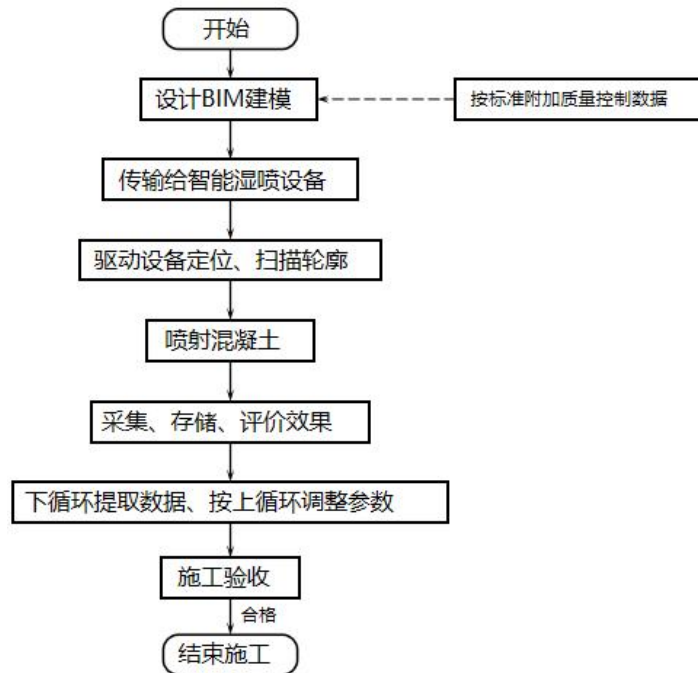 开始
设计BIM建模
按标准附加质量控制数据
传输给智能湿喷设备
驱动设备定位、扫描轮廓
喷射混凝土
采集、存储、评价效果
下循环提取数据、按上循环调整参数
施工验收
合格
结束施工